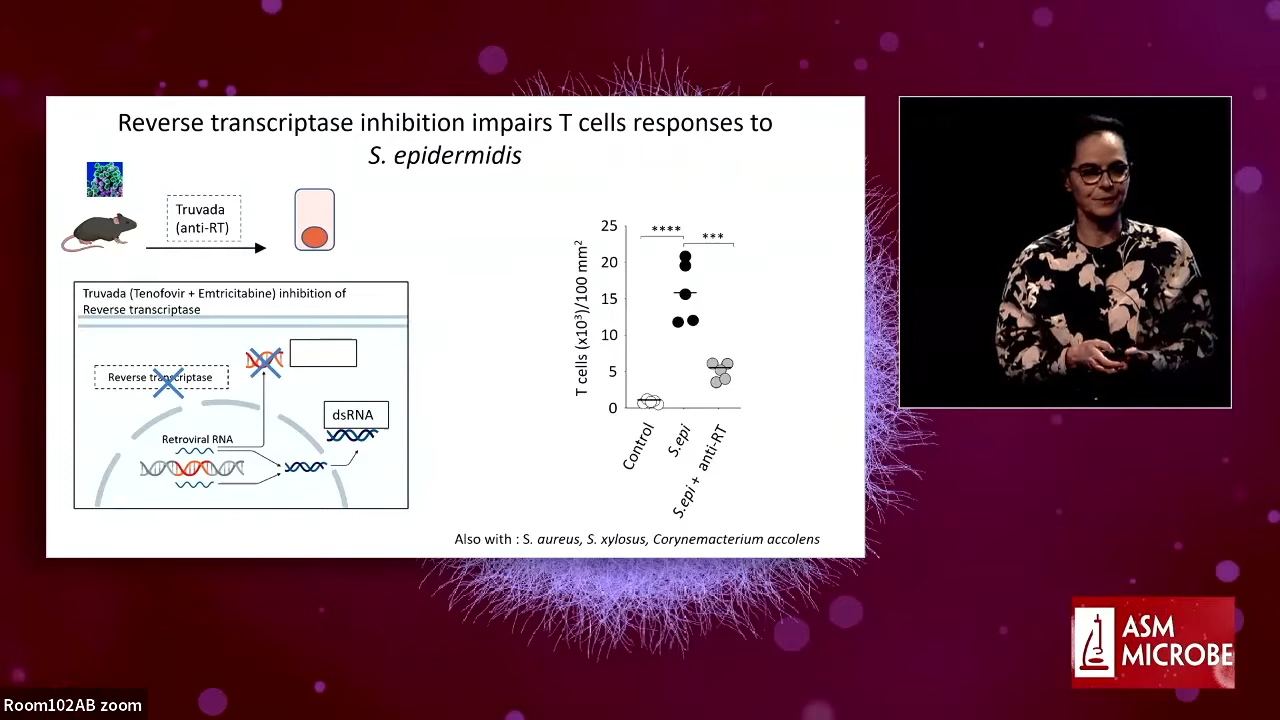 Reverse transcriptase inhibition impairs T cells responses to
S. epidermidis
Truvada
(anti-RT)
Truvada (Tenofovir + Emtricitabine) inhibition of
Reverse transcriptase
Reverse transcriptase
dsRNA
Retroviral RNA
T cells (x10³)/100 mm²
25
20
15
10
5
0
****
***
Control
S.epi
S.epi + anti-RT
Also with : S. aureus, S. xylosus, Corynemacterium accolens
ASM
MICROBE
Room102AB zoom